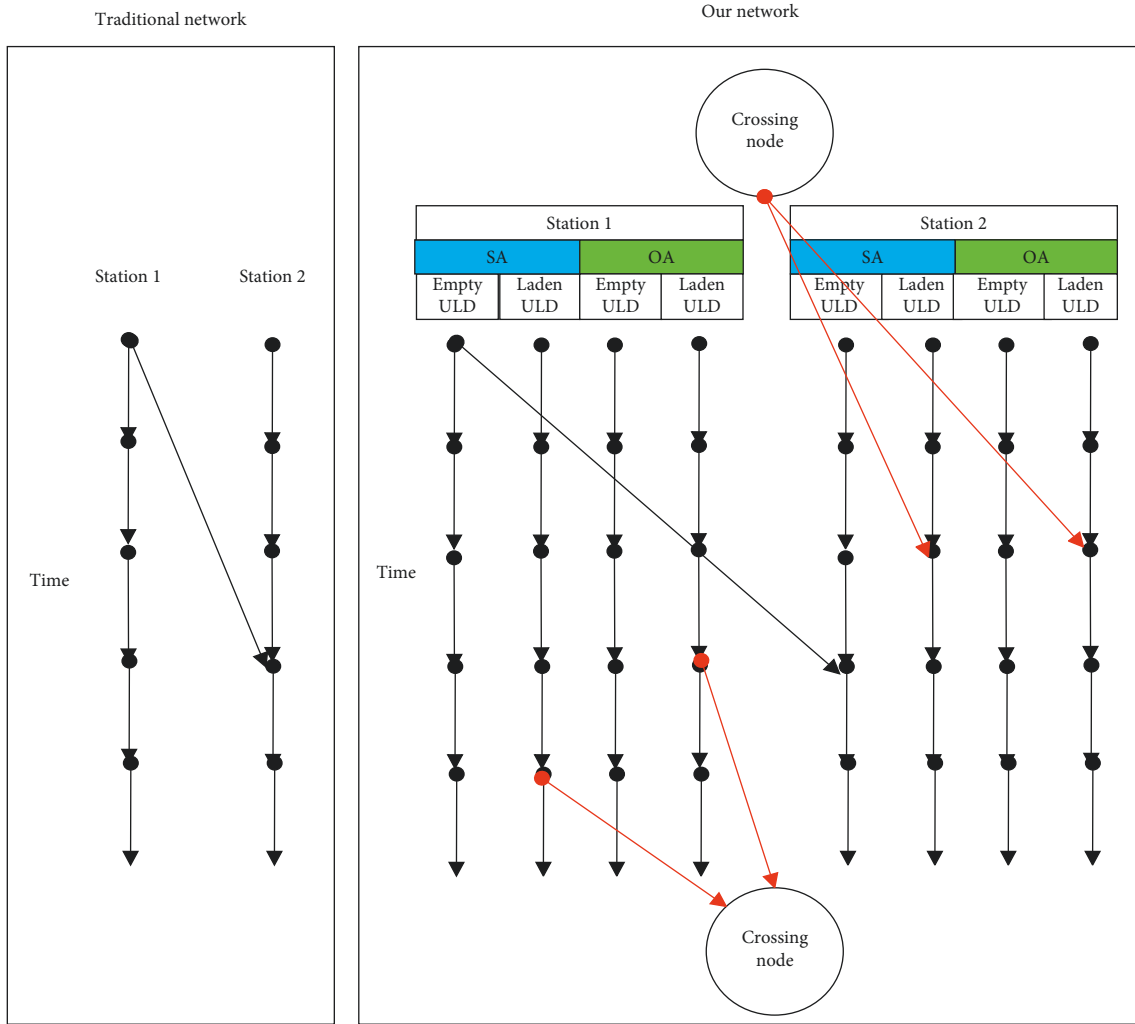 Traditional network
Our network
Crossing
node
Station 1
Station 2
SA
OA
SA
OA
Empty
ULD
Laden
ULD
Empty
ULD
Laden
ULD
Empty
ULD
Laden
ULD
Empty
ULD
Laden
ULD
Station 1
Station 2
Time
Time
Crossing
node